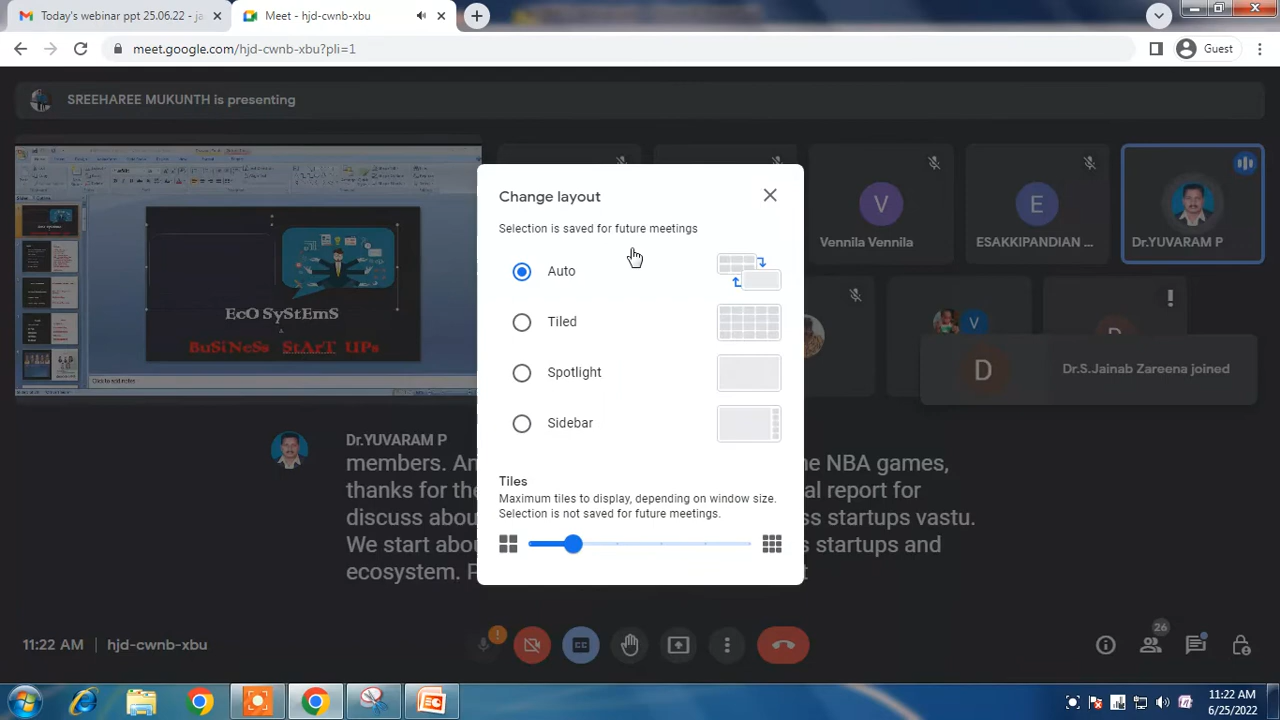 Today's webinar ppt 25.06.22 - ja
Meet - hjd-cwnb-xbu
meet.google.com/hjd-cwnb-xbu?pli=1
Guest
SREEHAREE MUKUNTH is presenting
Change layout
Selection is saved for future meetings
Auto
Tiled
Spotlight
Sidebar
Tiles
Maximum tiles to display, depending on window size.
Selection is not saved for future meetings.
EcO SyStEmS
&
BuSiNeSs StArT UPs
Click to add notes
V
Vennila Vennila
E
ESAKKIPANDIAN ...
Dr.YUVARAM P
V
D
D
Dr.S.Jainab Zareena joined
Dr.YUVARAM P
members. An
he NBA games,
thanks for the
al report for
discuss abou
ss startups vastu.
We start abou
s startups and
ecosystem. P
t
11:22 AM
hjd-cwnb-xbu
CC
26
11:22 AM
6/25/2022